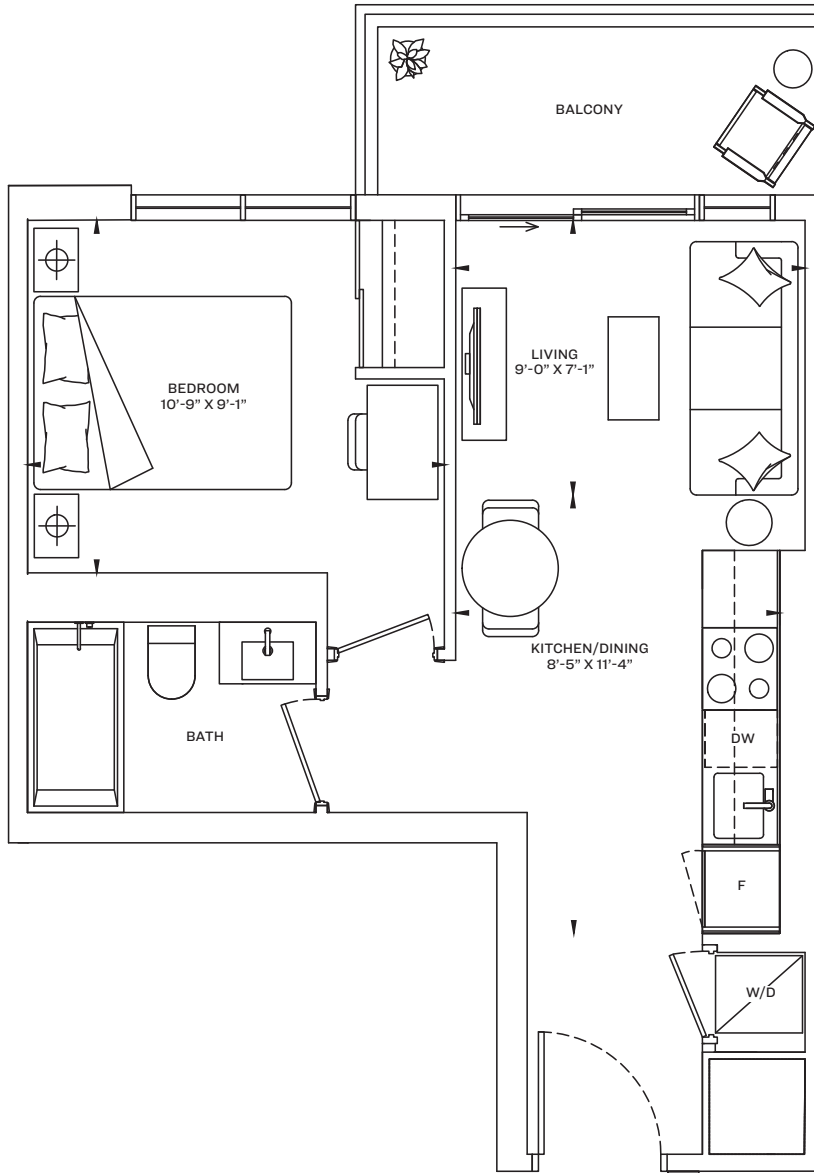 BALCONY
LIVING
9’-0” X 7’-1”
BEDROOM
10’-9” X 9’-1”
KITCHEN/DINING
8’-5” X 11’-4”
BATH
DW
F
W/D